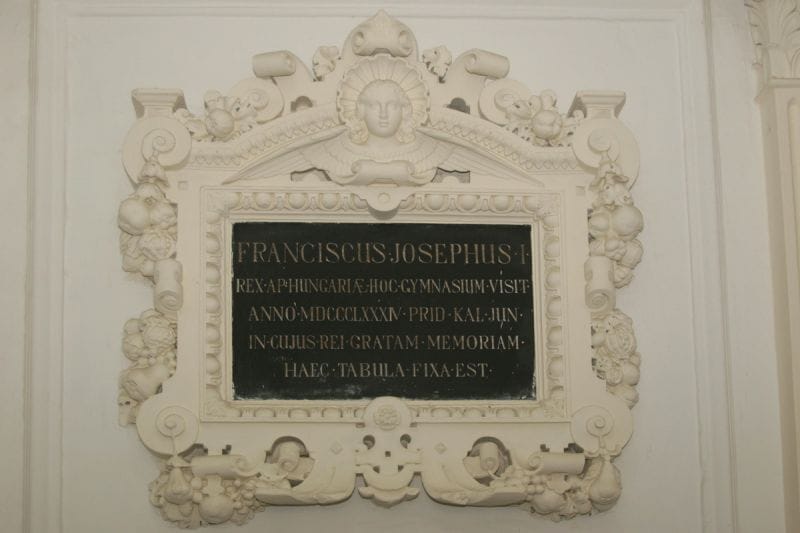 FRANCISCUS·JOSEPHUS·I·
REX·AP·HUNGARIÆ·HOC·GYMNASIUM·VISIT·
ANNO·MDCCCLXXXIV·PRID·KAL·JUN·
IN·CUJUS·REI·GRATAM·MEMORIAM·
HAEC·TABULA·FIXA·EST·